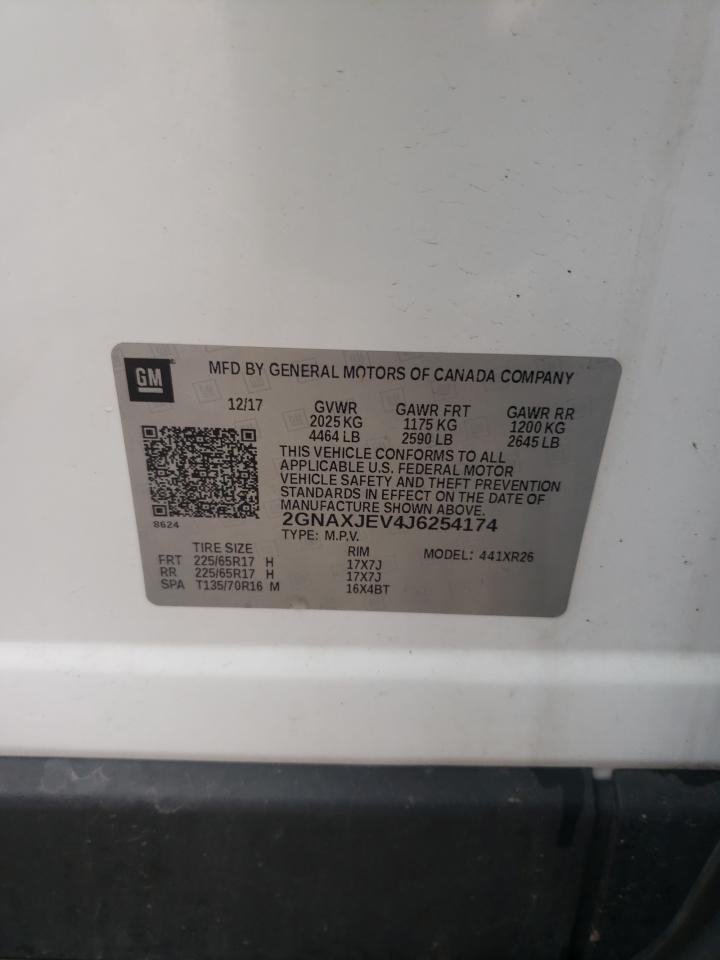 GM
MFD BY GENERAL MOTORS OF CANADA COMPANY
12/17 GVWR GAWR FRT GAWR RR
2025 KG 1175 KG 1200 KG
4464 LB 2590 LB 2645 LB
THIS VEHICLE CONFORMS TO ALL
APPLICABLE U.S. FEDERAL MOTOR
VEHICLE SAFETY AND THEFT PREVENTION
STANDARDS IN EFFECT ON THE DATE OF
MANUFACTURE SHOWN ABOVE.
8624
2GNAXJEV4J6254174
TYPE: M.P.V.
TIRE SIZE RIM MODEL: 441XR26
FRT 225/65R17 H 17X7J
RR 225/65R17 H 17X7J
SPA T135/70R16 M 16X4BT